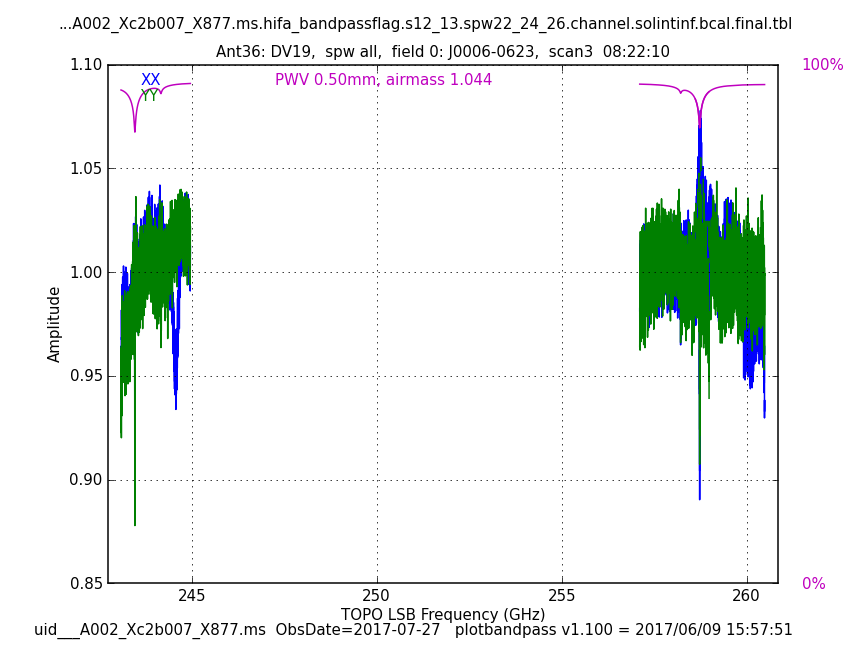 ...A002_Xc2b007_X877.ms.hifa_bandpassflag.s12_13.spw22_24_26.channel.solintinf.bcal.final.tbl
Ant36: DV19,  spw all,  field 0: J0006-0623,  scan3  08:22:10
1.10
100%
XX
PWV 0.50mm, airmass 1.044
YY
1.05
1.00
Amplitude
0.95
0.90
0.85
0%
245
250
255
260
TOPO LSB Frequency (GHz)
uid___A002_Xc2b007_X877.ms  ObsDate=2017-07-27   plotbandpass v1.100 = 2017/06/09 15:57:51